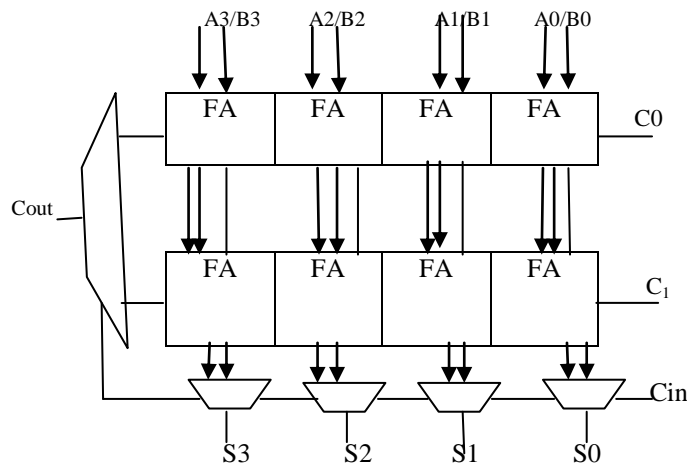 A3/B3 A2/B2 A1/B1 A0/B0
FA FA FA FA
C0
Cout
FA FA FA FA
C₁
Cin
S3 S2 S1 S0